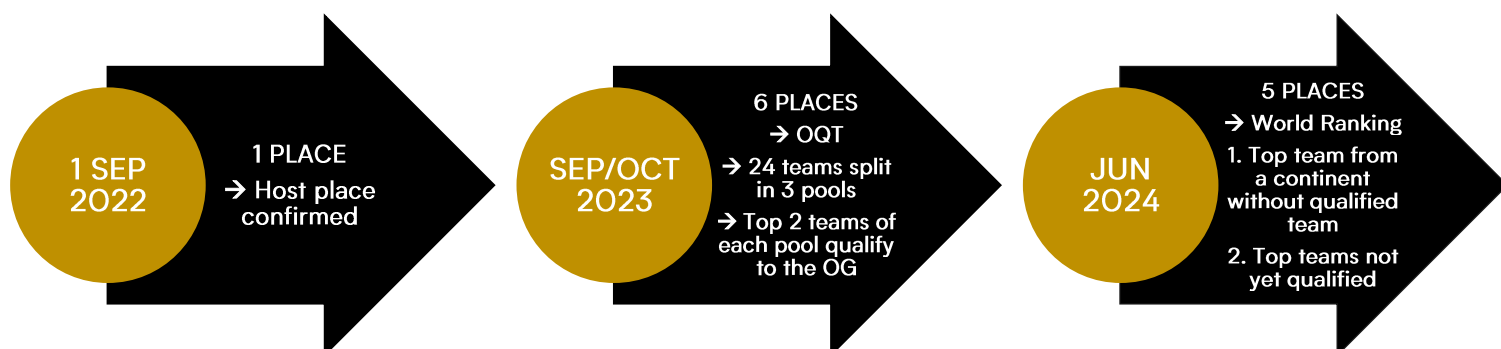 1 SEP
2022
1 PLACE
→ Host place
confirmed
SEP/OCT
2023
6 PLACES
→ OQT
→ 24 teams split
in 3 pools
→ Top 2 teams of
each pool qualify
to the OG
JUN
2024
5 PLACES
→ World Ranking
1. Top team from
a continent
without qualified
team
2. Top teams not
yet qualified